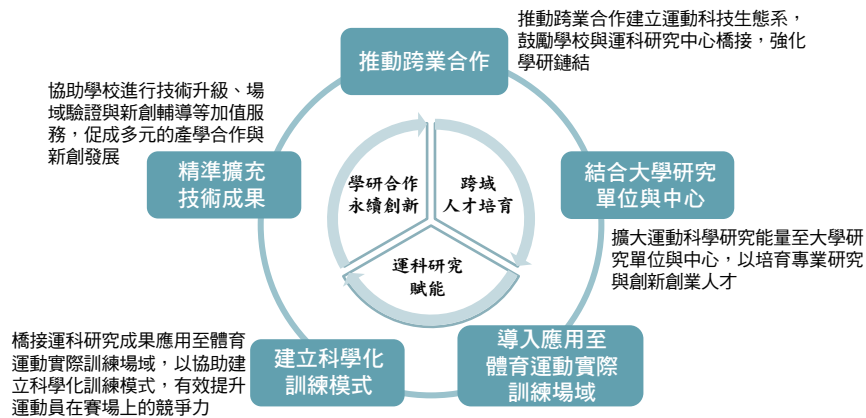 推動跨業合作
推動跨業合作建立運動科技生態系，
鼓勵學校與運科研究中心橋接，強化
學研鏈結
協助學校進行技術升級、場
域驗證與新創輔導等加值服
務，促成多元的產學合作與
新創發展
精準擴充
技術成果
學研合作
永續創新
跨域
人才培育
運科研究
賦能
結合大學研究
單位與中心
擴大運動科學研究能量至大學研
究單位與中心，以培育專業研究
與創新創業人才
橋接運科研究成果應用至體育
運動實際訓練場域，以協助建
立科學化訓練模式，有效提升
運動員在賽場上的競爭力
建立科學化
訓練模式
導入應用至
體育運動實際
訓練場域